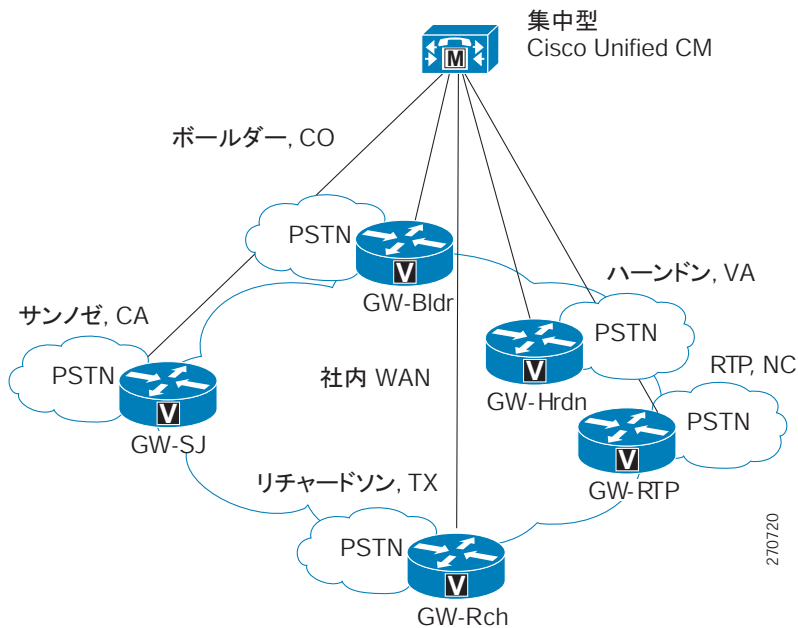 集中型
Cisco Unified CM
M
ボールダー, CO
PSTN
V
GW-Bldr
ハーンドン, VA
サンノゼ, CA
PSTN
V
GW-Hrdn
RTP, NC
PSTN
V
GW-SJ
社内 WAN
PSTN
V
GW-RTP
リチャードソン, TX
PSTN
V
GW-Rch
270720